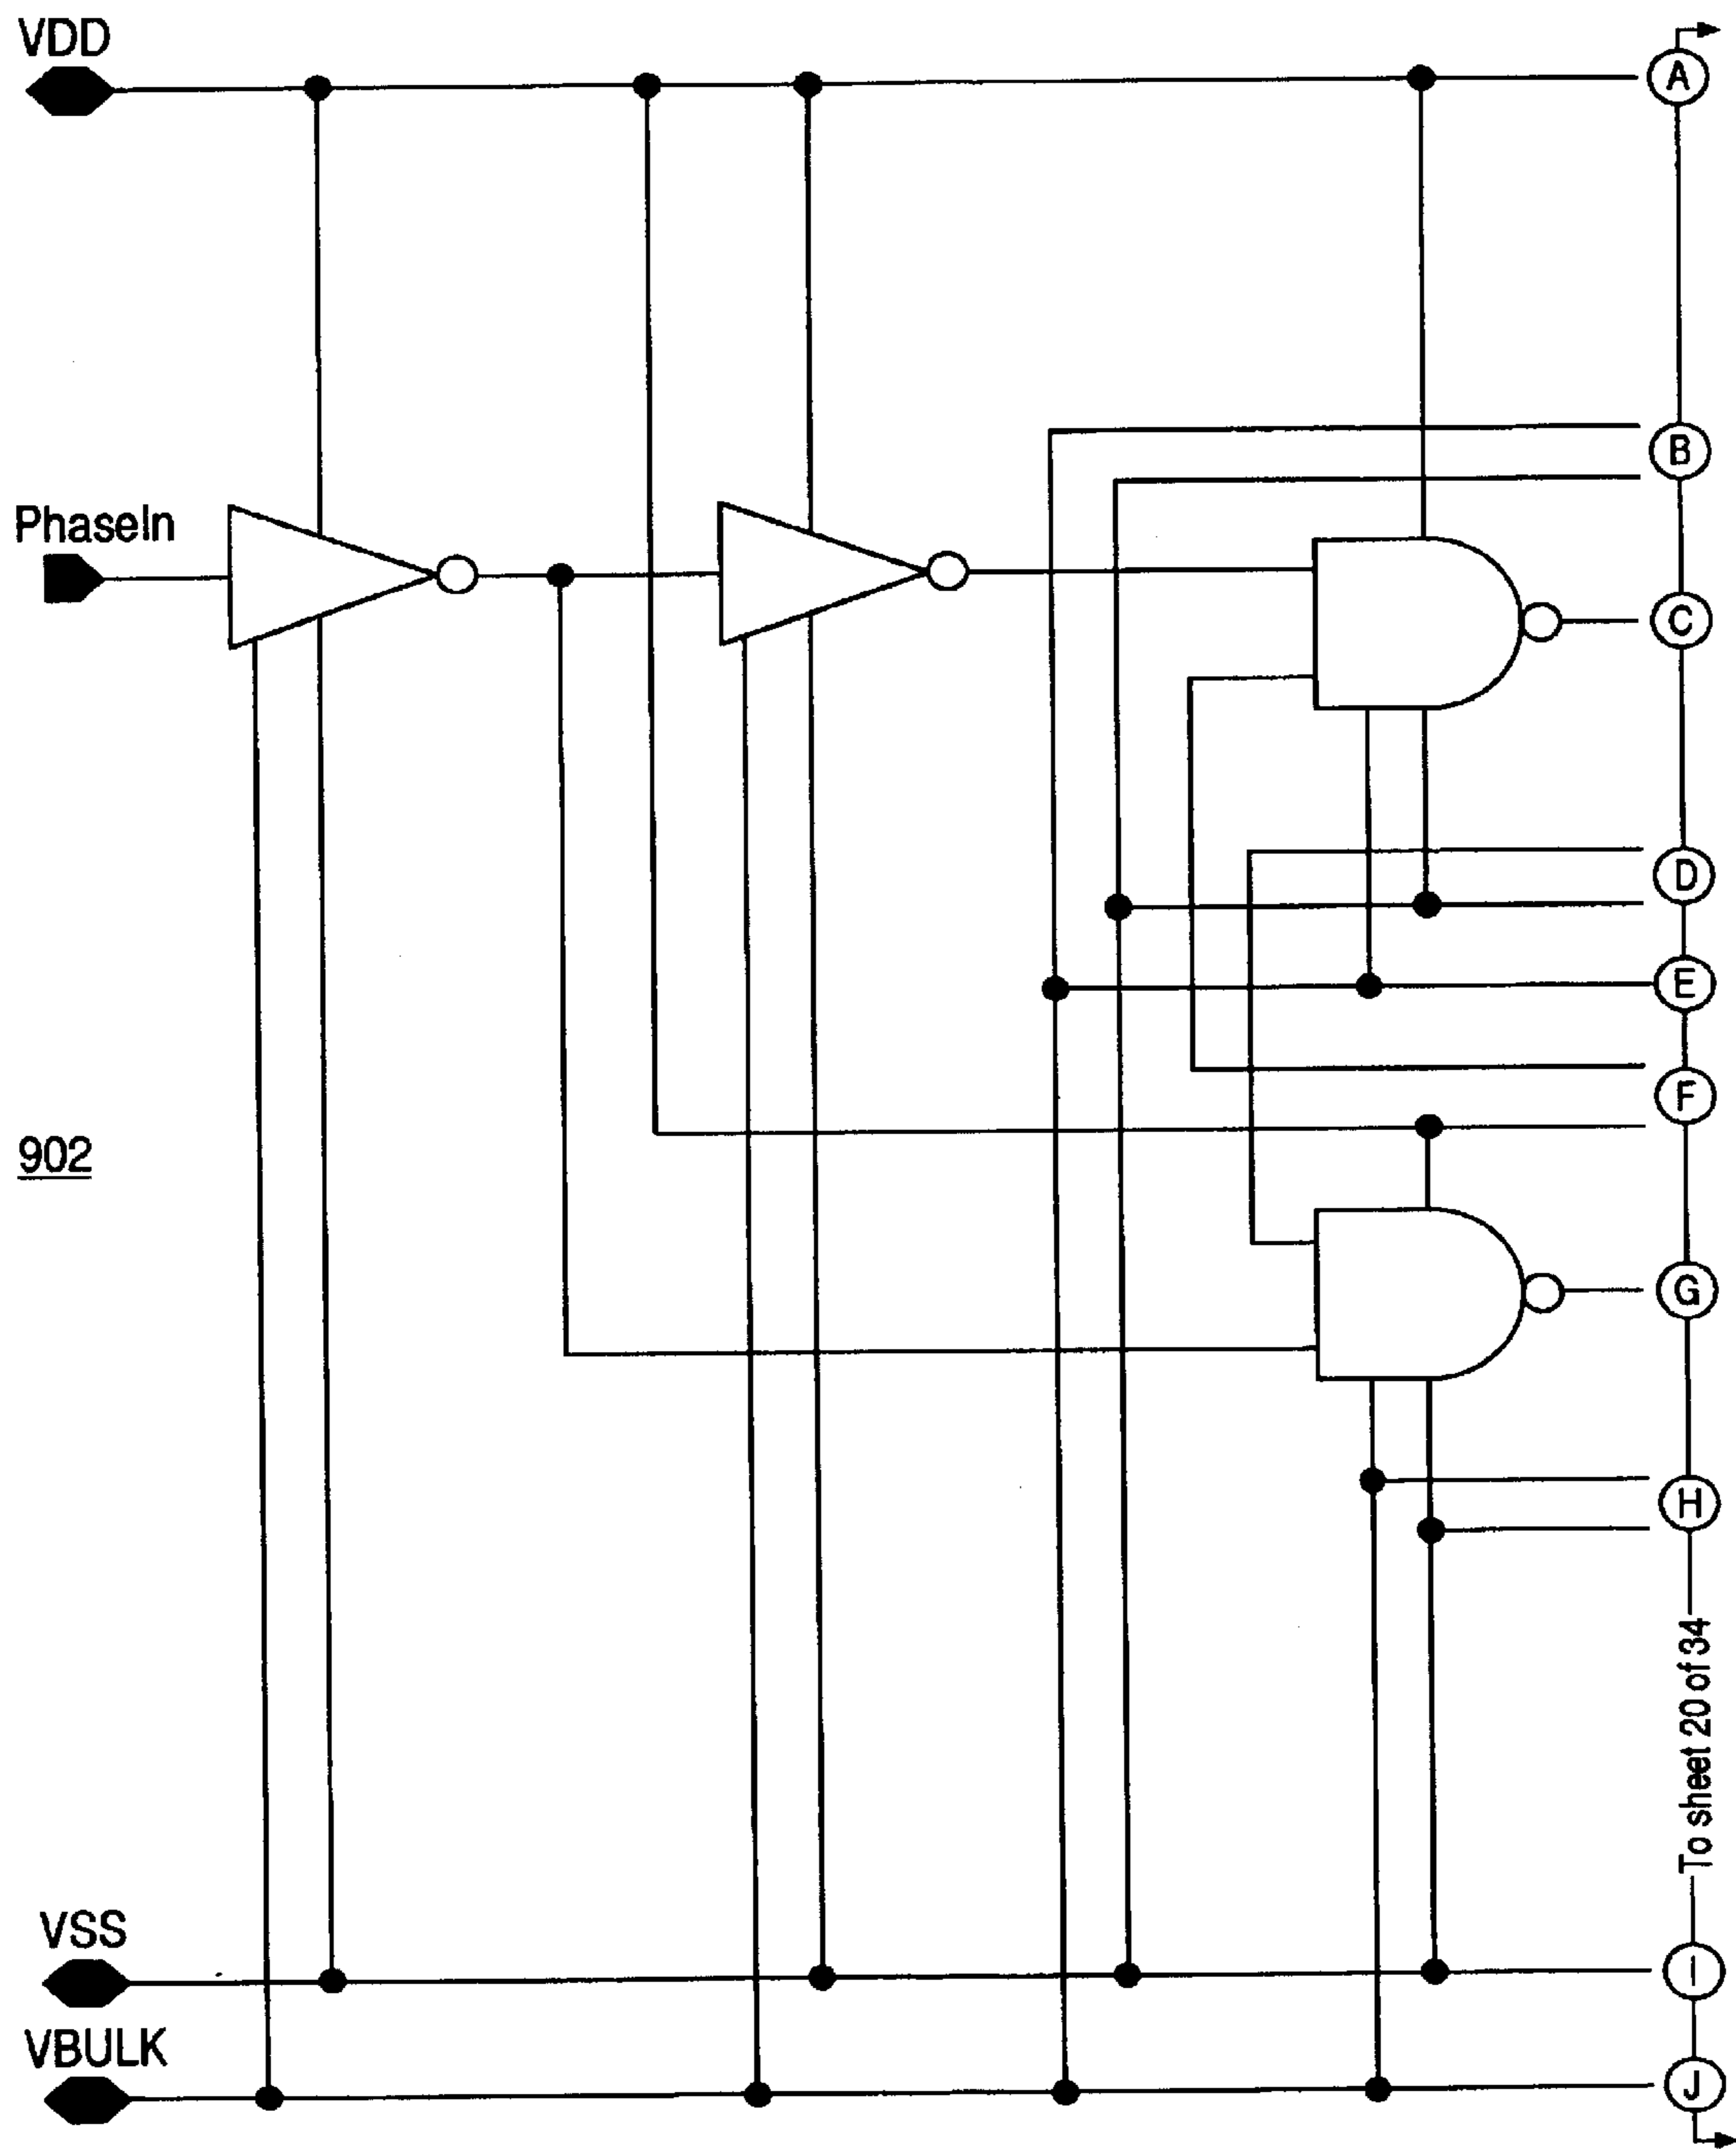 VDD
A
B
PhaseIn
C
D
E
F
902
G
H
To sheet 20 of 34
VSS
I
VBULK
J